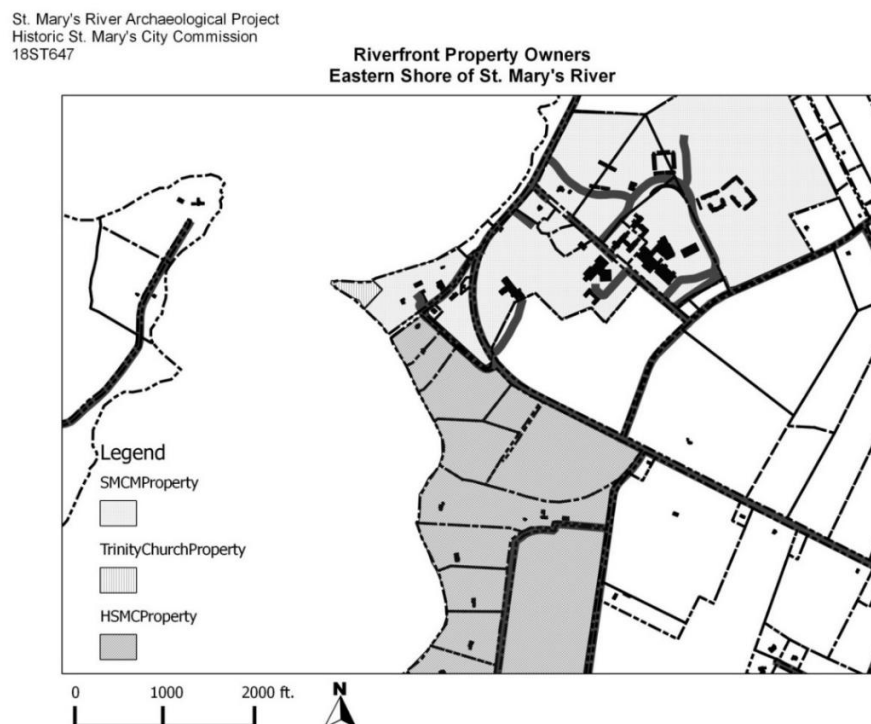 St. Mary's River Archaeological Project
Historic St. Mary's City Commission
18ST647
Riverfront Property Owners
Eastern Shore of St. Mary's River
Legend
SMCMProperty
TrinityChurchProperty
HSMCProperty
0 1000 2000 ft.
N